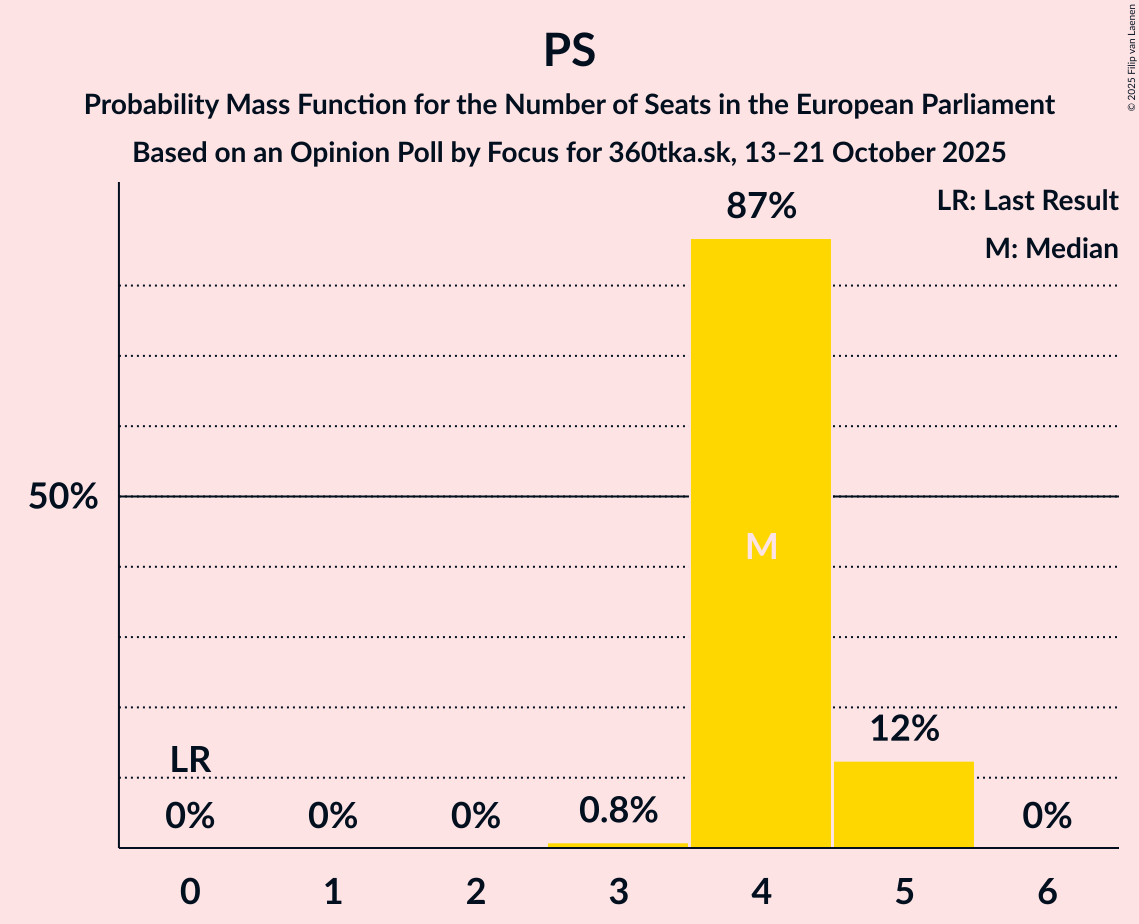 PS
Probability Mass Function for the Number of Seats in the European Parliament
Based on an Opinion Poll by Focus for 360tka.sk, 13–21 October 2025
© 2025 Filip van Laenen
LR: Last Result
M: Median
87%
50%
M
12%
LR
0% 0% 0% 0.8% 0%
0 1 2 3 4 5 6